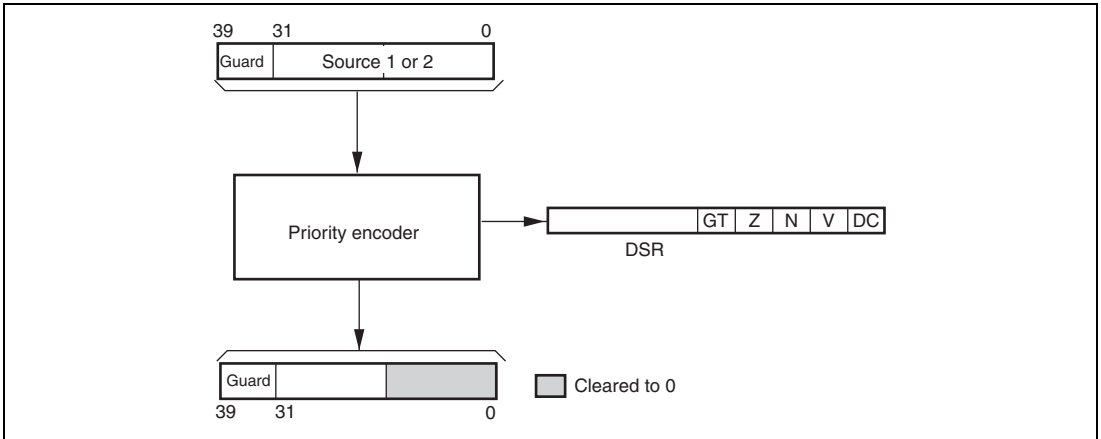 39 31 0
Guard Source 1 or 2
Priority encoder
GT Z N V DC
DSR
Guard
Cleared to 0
39 31 0